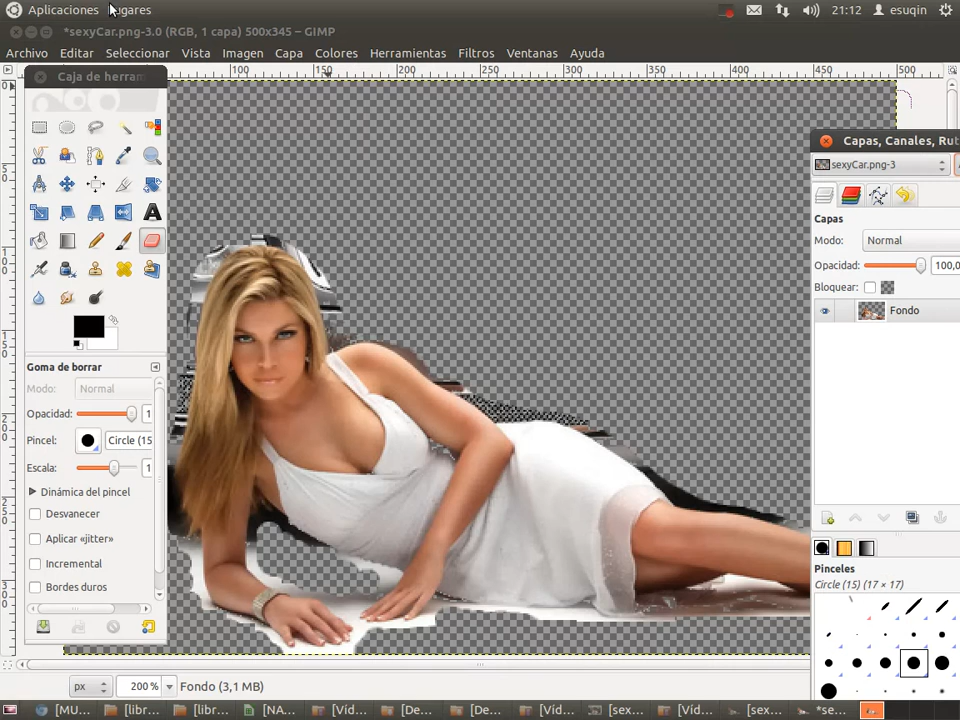 Aplicaciones Lugares 21:12 esuqin
*sexyCar.png-3.0 (RGB, 1 capa) 500x345 – GIMP
Archivo Editar Seleccionar Vista Imagen Capa Colores Herramientas Filtros Ventanas Ayuda
100 150 200 250 300 350 400 450 500
Caja de herram
Capas, Canales, Rut
sexyCar.png-3
Capas
Modo: Normal
Opacidad: 100,0
Bloquear:
Fondo
Goma de borrar
Modo: Normal
Opacidad: 1
Pincel: Circle (15
Escala: 1
Dinámica del pincel
Desvanecer
Aplicar «jitter»
Incremental
Bordes duros
Pinceles
Circle (15) (17 × 17)
px 200% Fondo (3,1 MB)
[MU... [libr... [libr... [NA... [Víd... [De... [De... [Víd... [sex... [Víd... [sex... *se...